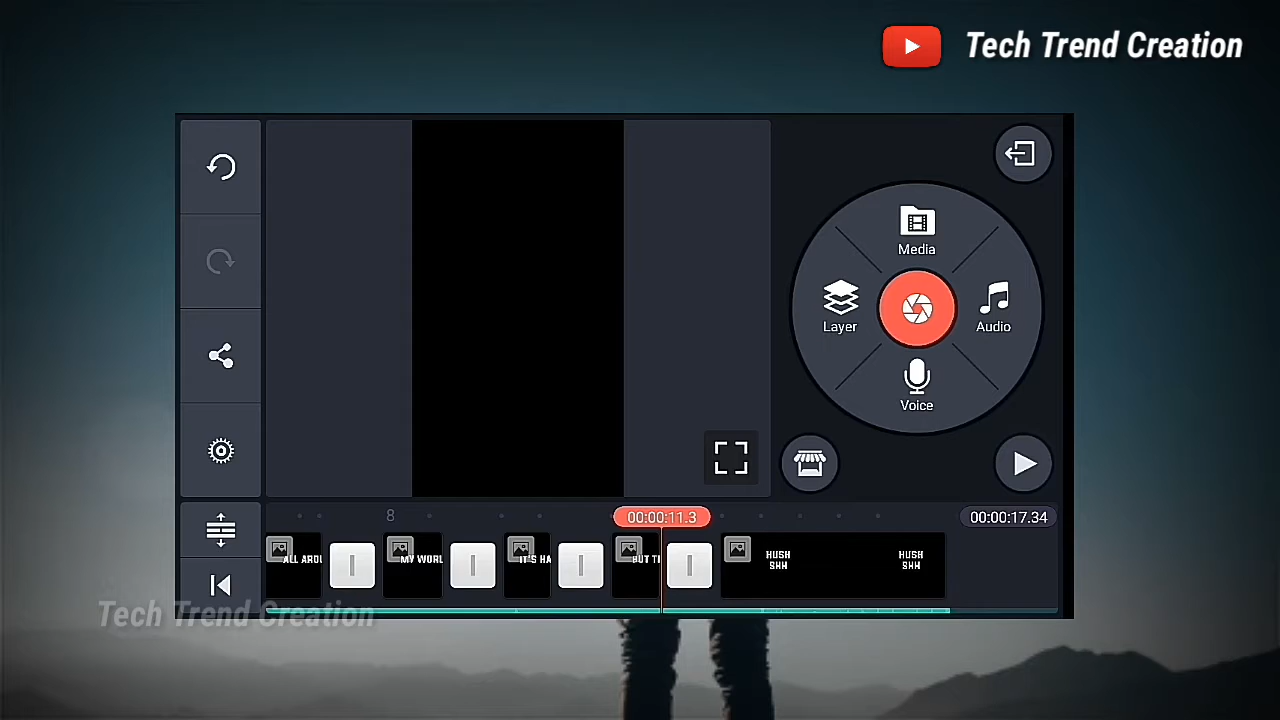 Tech Trend Creation
Media
Layer
Audio
Voice
8
00:00:11.3
00:00:17.34
ALL AROU
MY WORL
IT'S HA
BUT T
HUSH
SHH
HUSH
SHH
Tech Trend Creation